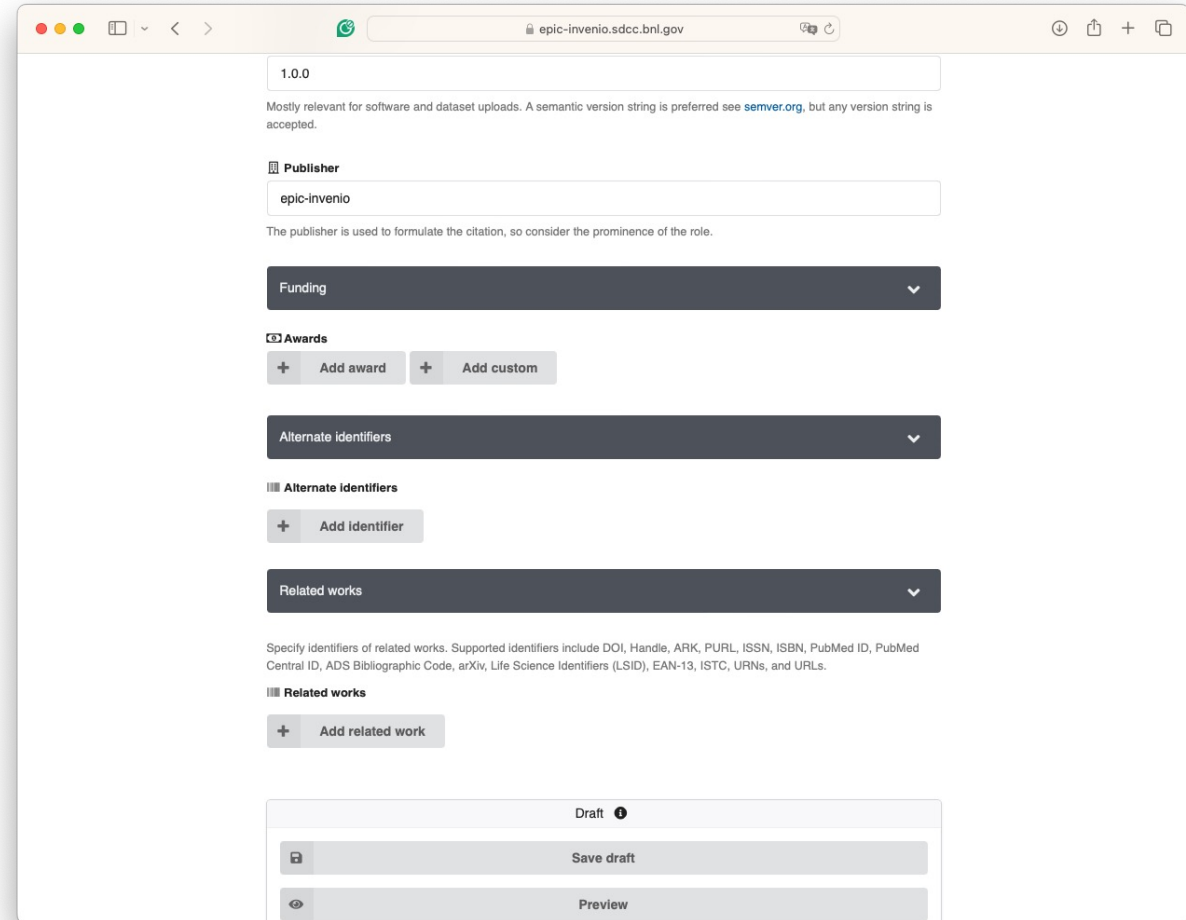 epic-invenio.sdcc.bnl.gov
1.0.0
Mostly relevant for software and dataset uploads. A semantic version string is preferred see semver.org, but any version string is
accepted.
Publisher
epic-invenio
The publisher is used to formulate the citation, so consider the prominence of the role.
Funding
Awards
Add award
Add custom
Alternate identifiers
Alternate identifiers
Add identifier
Related works
Specify identifiers of related works. Supported identifiers include DOI, Handle, ARK, PURL, ISSN, ISBN, PubMed ID, PubMed
Central ID, ADS Bibliographic Code, arXiv, Life Science Identifiers (LSID), EAN-13, ISTC, URNs, and URLs.
Related works
Add related work
Draft
Save draft
Preview